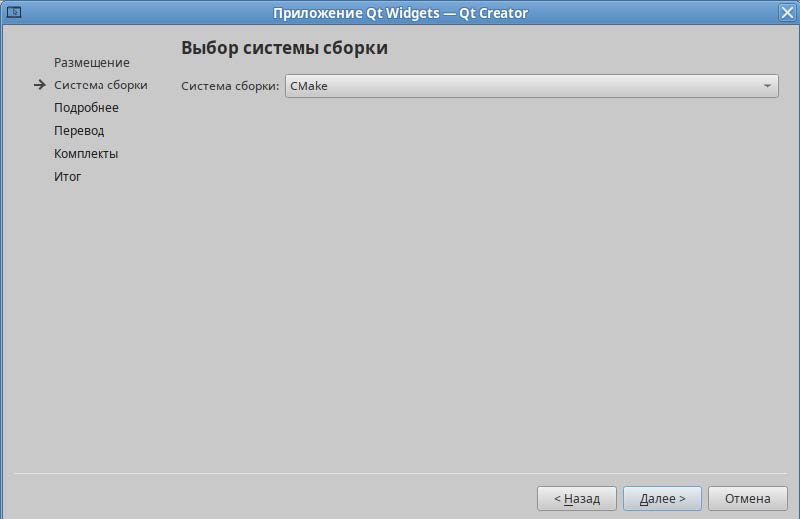 Приложение Qt Widgets — Qt Creator
Размещение
Система сборки
Подробнее
Перевод
Комплекты
Итог
Выбор системы сборки
Система сборки: CMake
< Назад
Далее >
Отмена